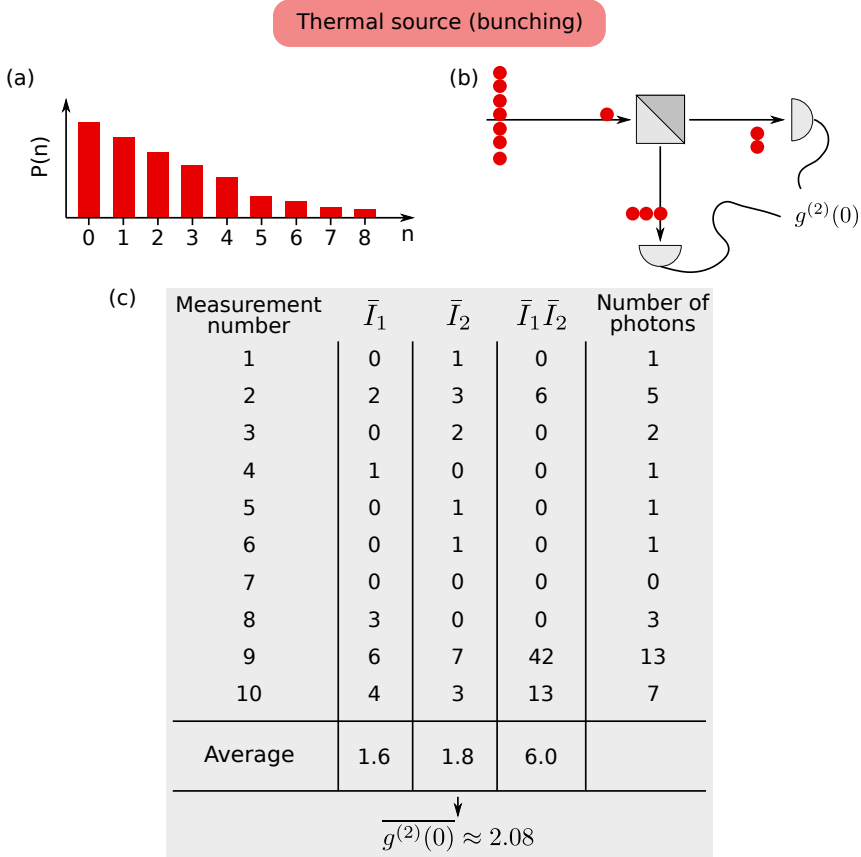 Thermal source (bunching)
(a)
P(n)
0 1 2 3 4 5 6 7 8 n
(b)
g⁽²⁾(0)
(c)
Measurement number Ī₁ Ī₂ Ī₁Ī₂ Number of photons
1 0 1 0 1
2 2 3 6 5
3 0 2 0 2
4 1 0 0 1
5 0 1 0 1
6 0 1 0 1
7 0 0 0 0
8 3 0 0 3
9 6 7 42 13
10 4 3 13 7
Average 1.6 1.8 6.0
g⁽²⁾(0) ≈ 2.08